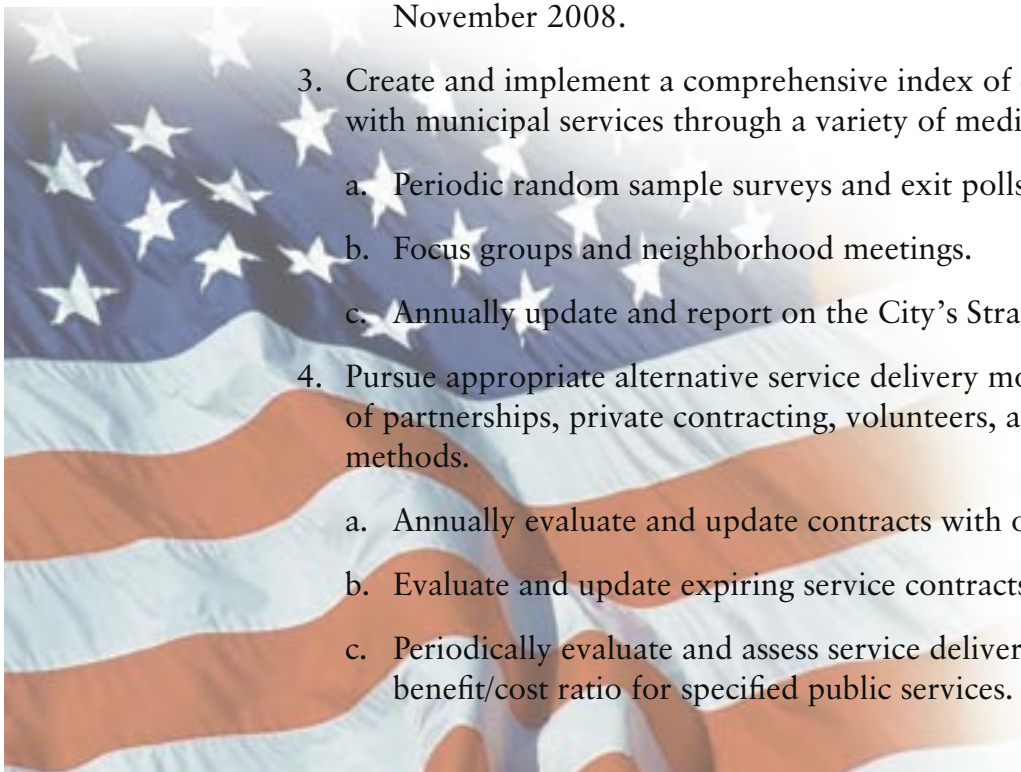 November 2008.
3. Create and implement a comprehensive index of
with municipal services through a variety of medi
a. Periodic random sample surveys and exit polls
b. Focus groups and neighborhood meetings.
c. Annually update and report on the City's Stra
4. Pursue appropriate alternative service delivery mo
of partnerships, private contracting, volunteers, a
methods.
a. Annually evaluate and update contracts with
b. Evaluate and update expiring service contracts
c. Periodically evaluate and assess service deliver
benefit/cost ratio for specified public services.